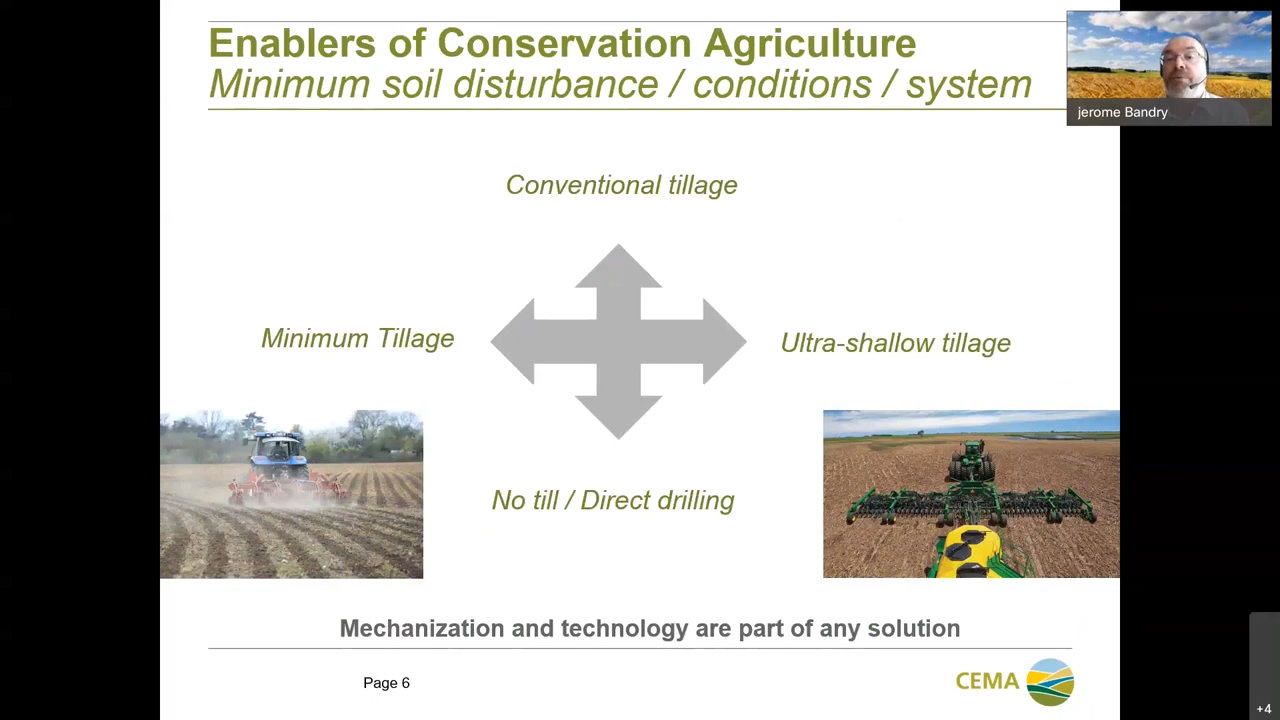 Enablers of Conservation Agriculture
Minimum soil disturbance / conditions / system
jerome Bandry
Conventional tillage
Minimum Tillage
Ultra-shallow tillage
No till / Direct drilling
Mechanization and technology are part of any solution
Page 6
CEMA
+4